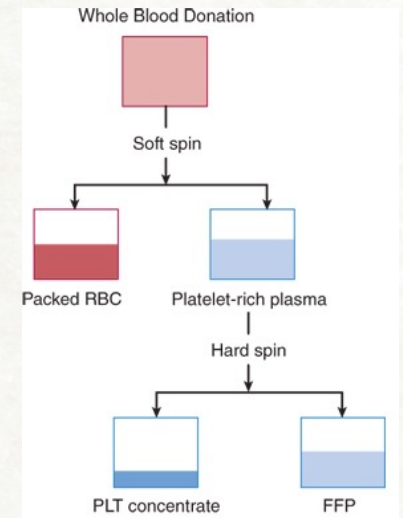 Whole Blood Donation
Soft spin
Packed RBC
Platelet-rich plasma
Hard spin
PLT concentrate
FFP